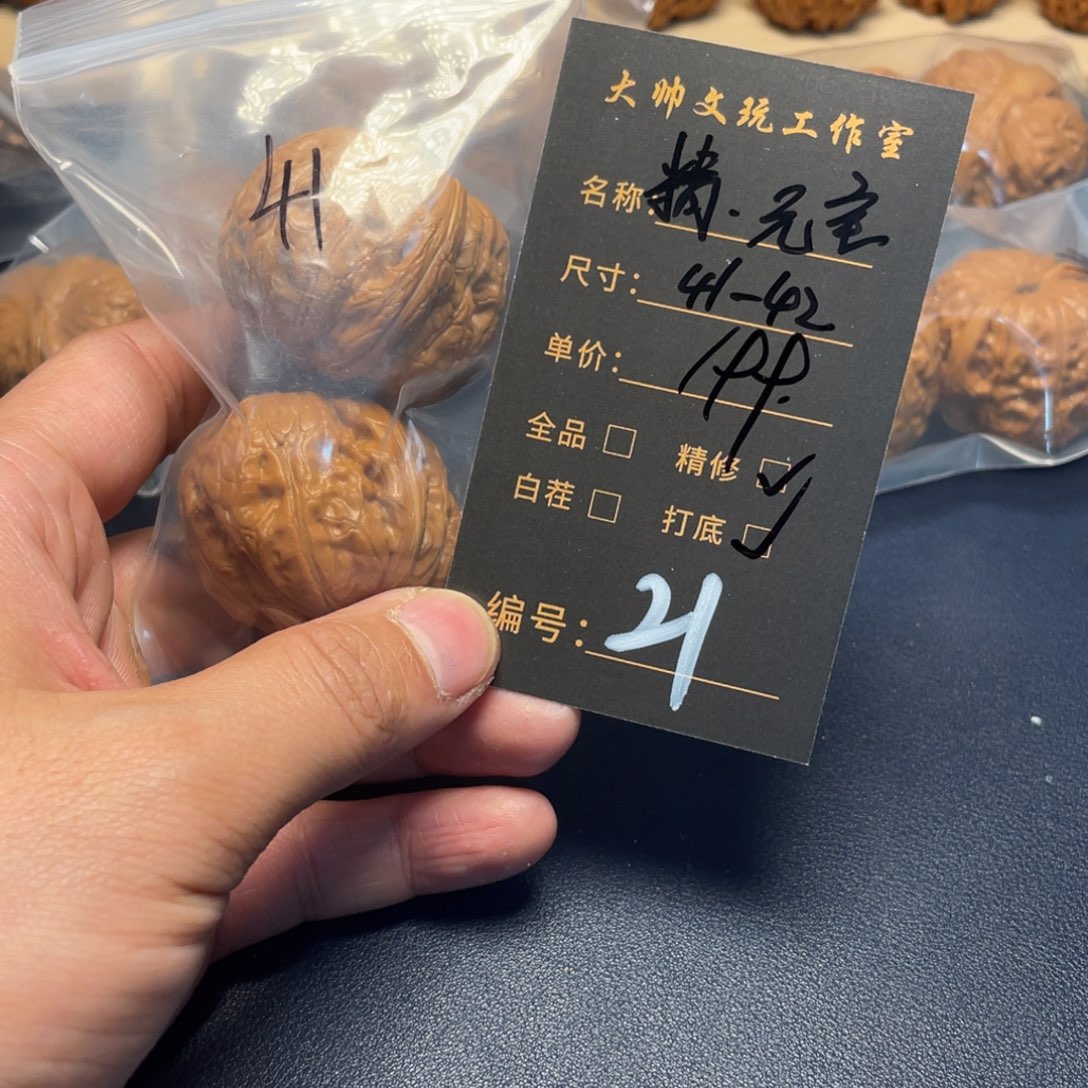 41
大帅文玩工作室
名称: 精.元宝
尺寸: 41-42
单价: 199.
全品 □ 精修 ☑
白茬 □ 打底 ☑
编号: 21